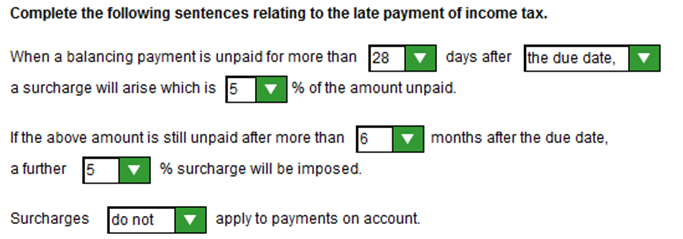 Complete the following sentences relating to the late payment of income tax.
When a balancing payment is unpaid for more than 28 days after the due date,
a surcharge will arise which is 5 % of the amount unpaid.
If the above amount is still unpaid after more than 6 months after the due date,
a further 5 % surcharge will be imposed.
Surcharges do not apply to payments on account.